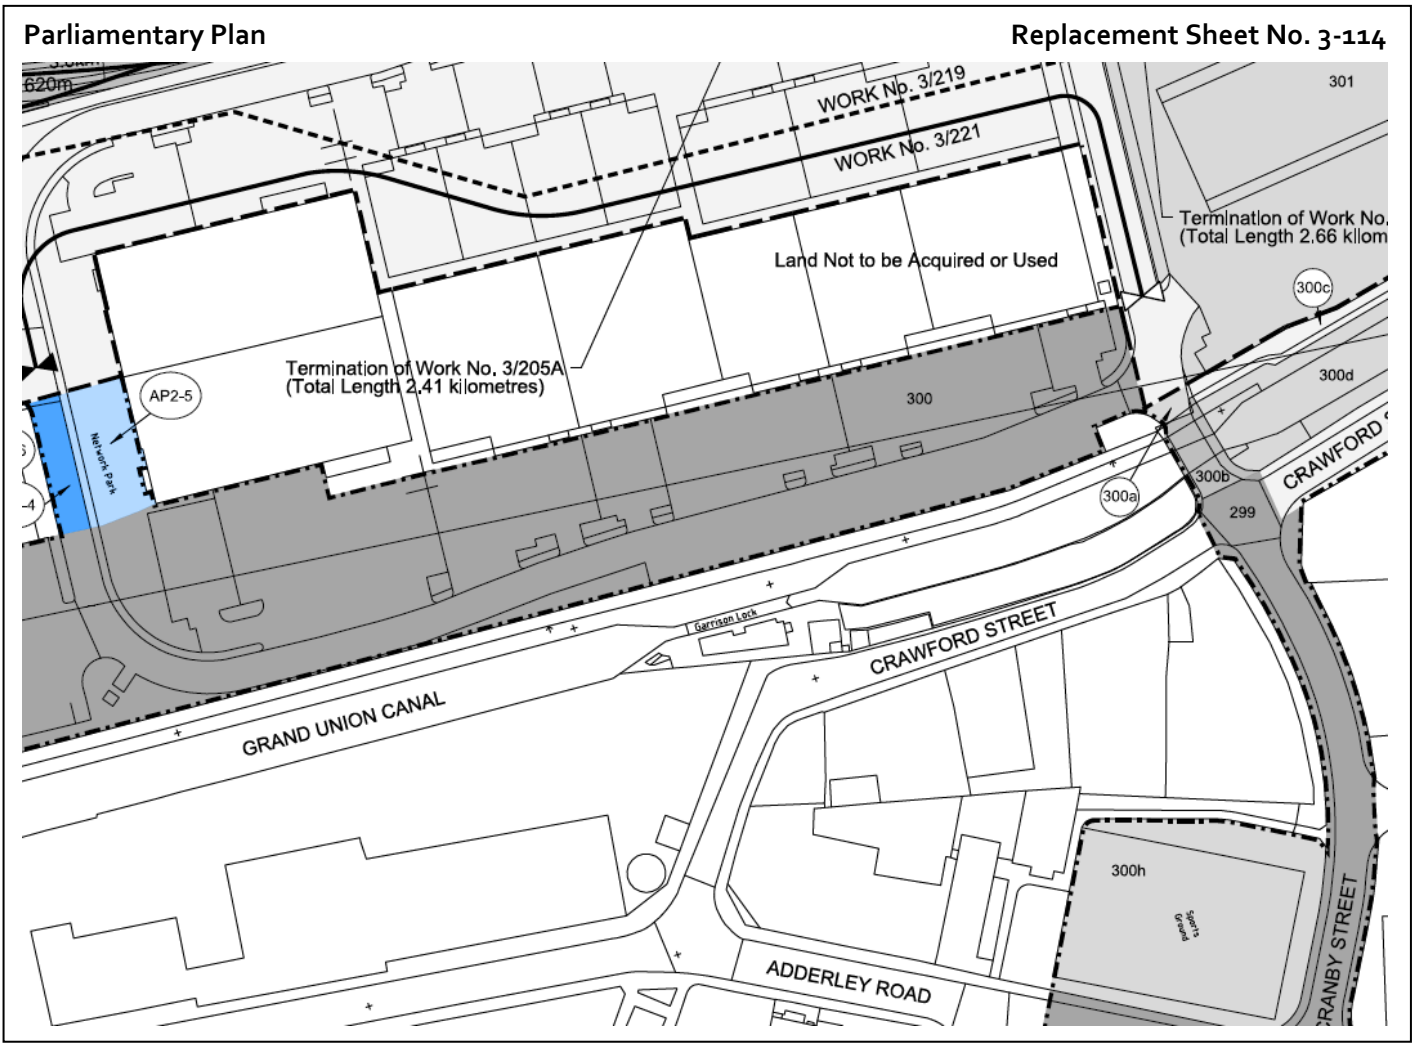 Parliamentary Plan
Replacement Sheet No. 3-114
620m
WORK No. 3/219
WORK No. 3/221
301
Termination of Work No.
(Total Length 2.66 kilom
Land Not to be Acquired or Used
300c
Termination of Work No. 3/205A
(Total Length 2.41 kilometres)
AP2-5
300
300d
Network Park
-4
300a
300b
299
CRAWFORD S
Garrison Lock
CRAWFORD STREET
GRAND UNION CANAL
300h
Sports
Ground
ADDERLEY ROAD
CRANBY STREET